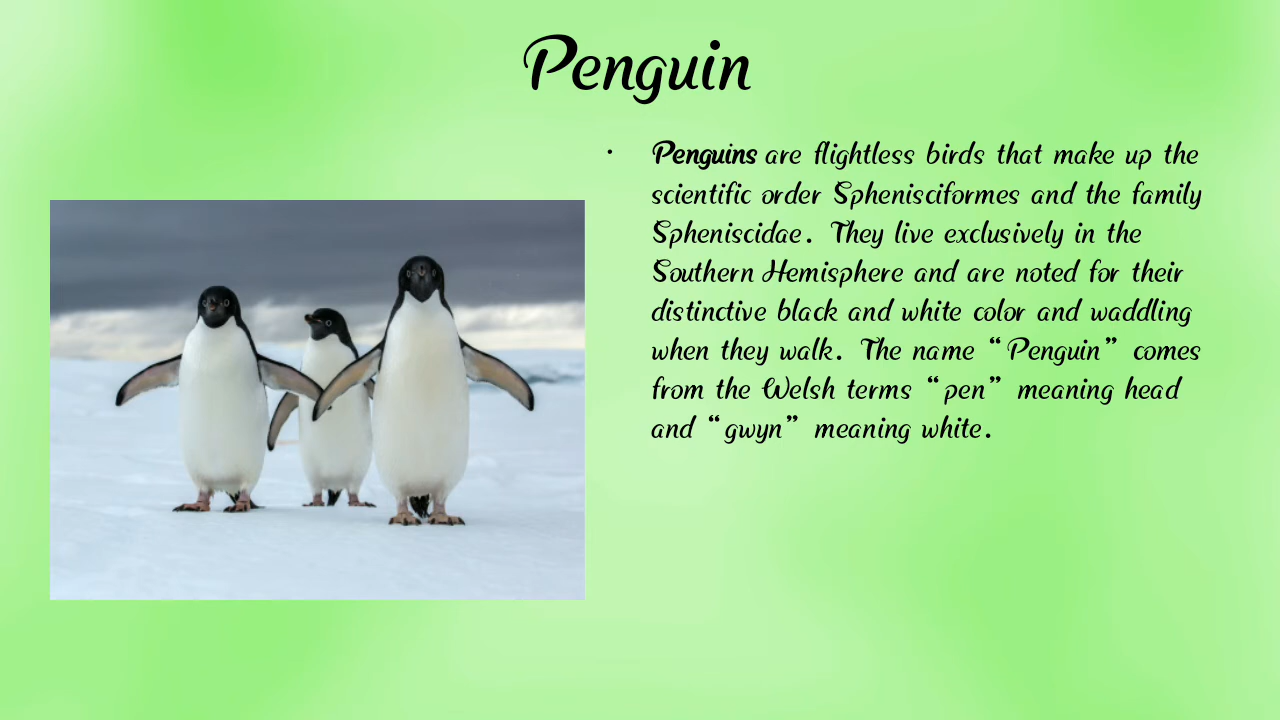 Penguin
• Penguins are flightless birds that make up the
scientific order Sphenisciformes and the family
Spheniscidae. They live exclusively in the
Southern Hemisphere and are noted for their
distinctive black and white color and waddling
when they walk. The name “Penguin” comes
from the Welsh terms “pen” meaning head
and “gwyn” meaning white.